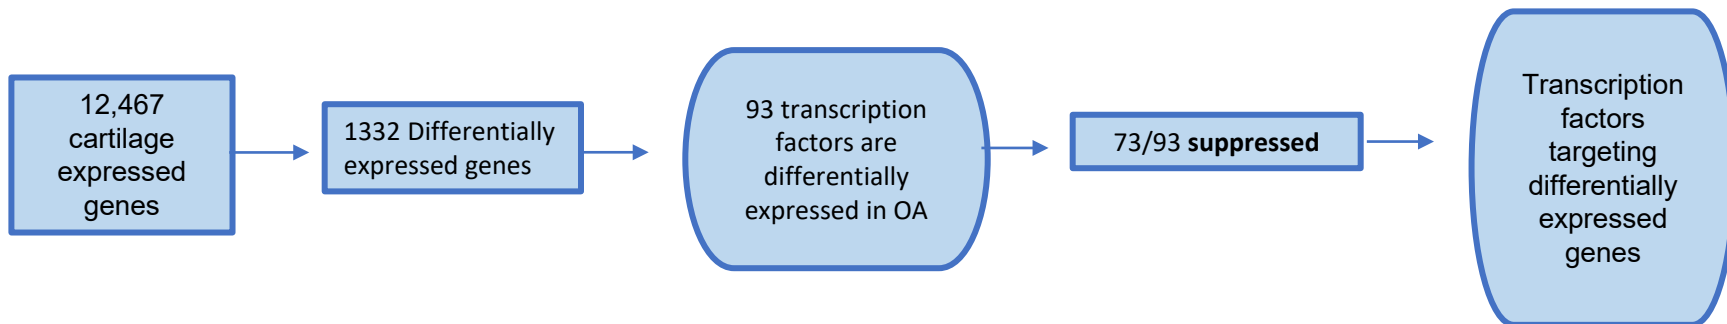 12,467
cartilage
expressed
genes
1332 Differentially
expressed genes
93 transcription
factors are
differentially
expressed in OA
73/93 suppressed
Transcription
factors
targeting
differentially
expressed
genes